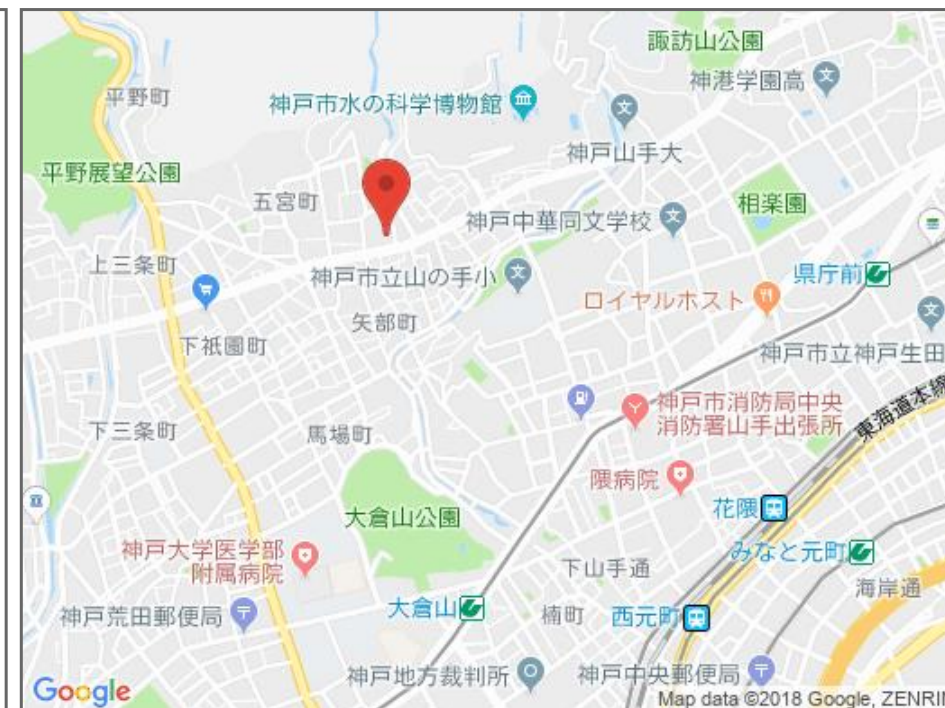 諏訪山公園
神港学園高
平野町
神戸市水の科学博物館
神戸山手大
平野展望公園
五宮町
相楽園
神戸中華同文学校
上三条町
神戸市立山の手小
県庁前
ロイヤルホスト
矢部町
下祇園町
神戸市立神戸生田
東海道本線
神戸市消防局中央
消防署山手出張所
下三条町
馬場町
隈病院
花隈
大倉山公園
みなと元町
神戸大学医学部
附属病院
下山手通
海岸通
神戸荒田郵便局
大倉山
楠町
西元町
神戸地方裁判所
神戸中央郵便局
Google
Map data ©2018 Google, ZENRIN